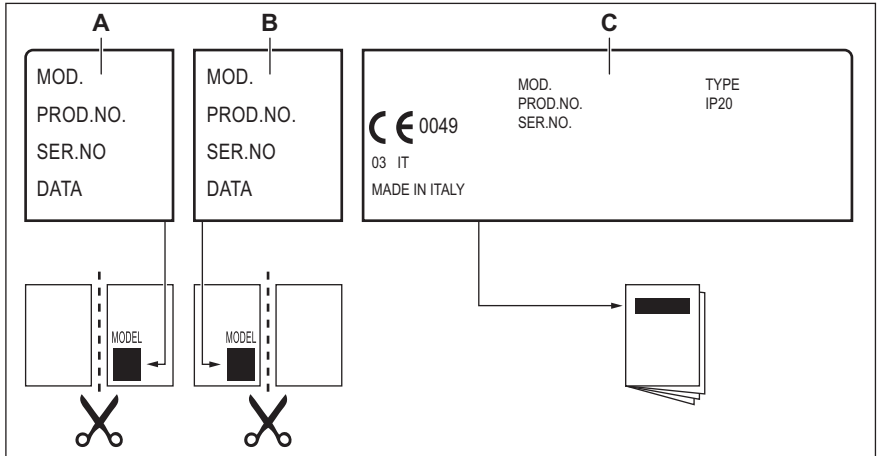 A
B
C
MOD.
PROD.NO.
SER.NO
DATA
MOD.
PROD.NO.
SER.NO
DATA
MOD.
PROD.NO.
SER.NO.
TYPE
IP20
CE 0049
03 IT
MADE IN ITALY
MODEL
MODEL